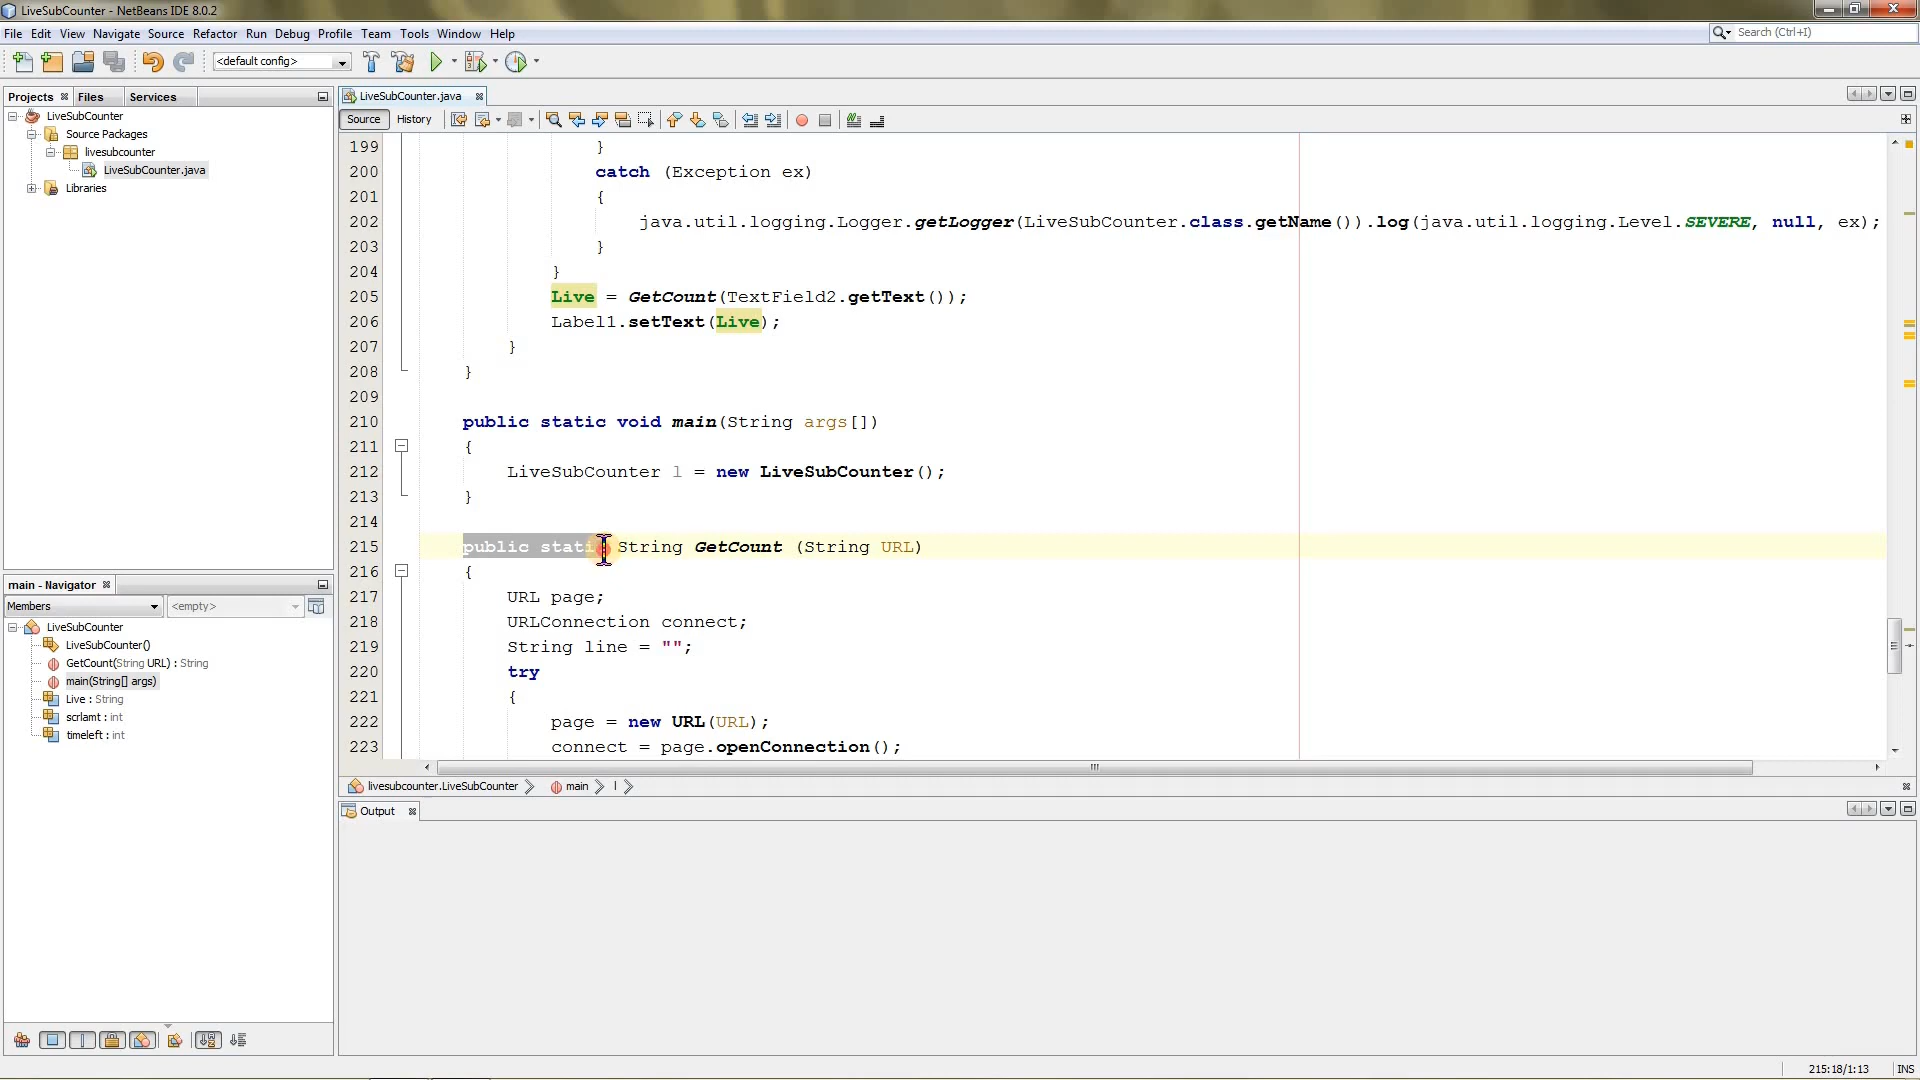 LiveSubCounter - NetBeans IDE 8.0.2
File Edit View Navigate Source Refactor Run Debug Profile Team Tools Window Help
Search (Ctrl+I)
<default config>
Projects Files Services
LiveSubCounter
Source Packages
livesubcounter
LiveSubCounter.java
Libraries
LiveSubCounter.java
Source History
199 }
200 catch (Exception ex)
201 {
202 java.util.logging.Logger.getLogger(LiveSubCounter.class.getName()).log(java.util.logging.Level.SEVERE, null, ex);
203 }
204 }
205 Live = GetCount(TextField2.getText());
206 Label1.setText(Live);
207 }
208 }
209
210 public static void main(String args[])
211 {
212 LiveSubCounter l = new LiveSubCounter();
213 }
214
215 public static String GetCount (String URL)
216 {
217 URL page;
218 URLConnection connect;
219 String line = "";
220 try
221 {
222 page = new URL(URL);
223 connect = page.openConnection();
main - Navigator
Members <empty>
LiveSubCounter
LiveSubCounter()
GetCount(String URL) : String
main(String[] args)
Live : String
scrlamt : int
timeleft : int
livesubcounter.LiveSubCounter main l
Output
215:18/1:13 INS